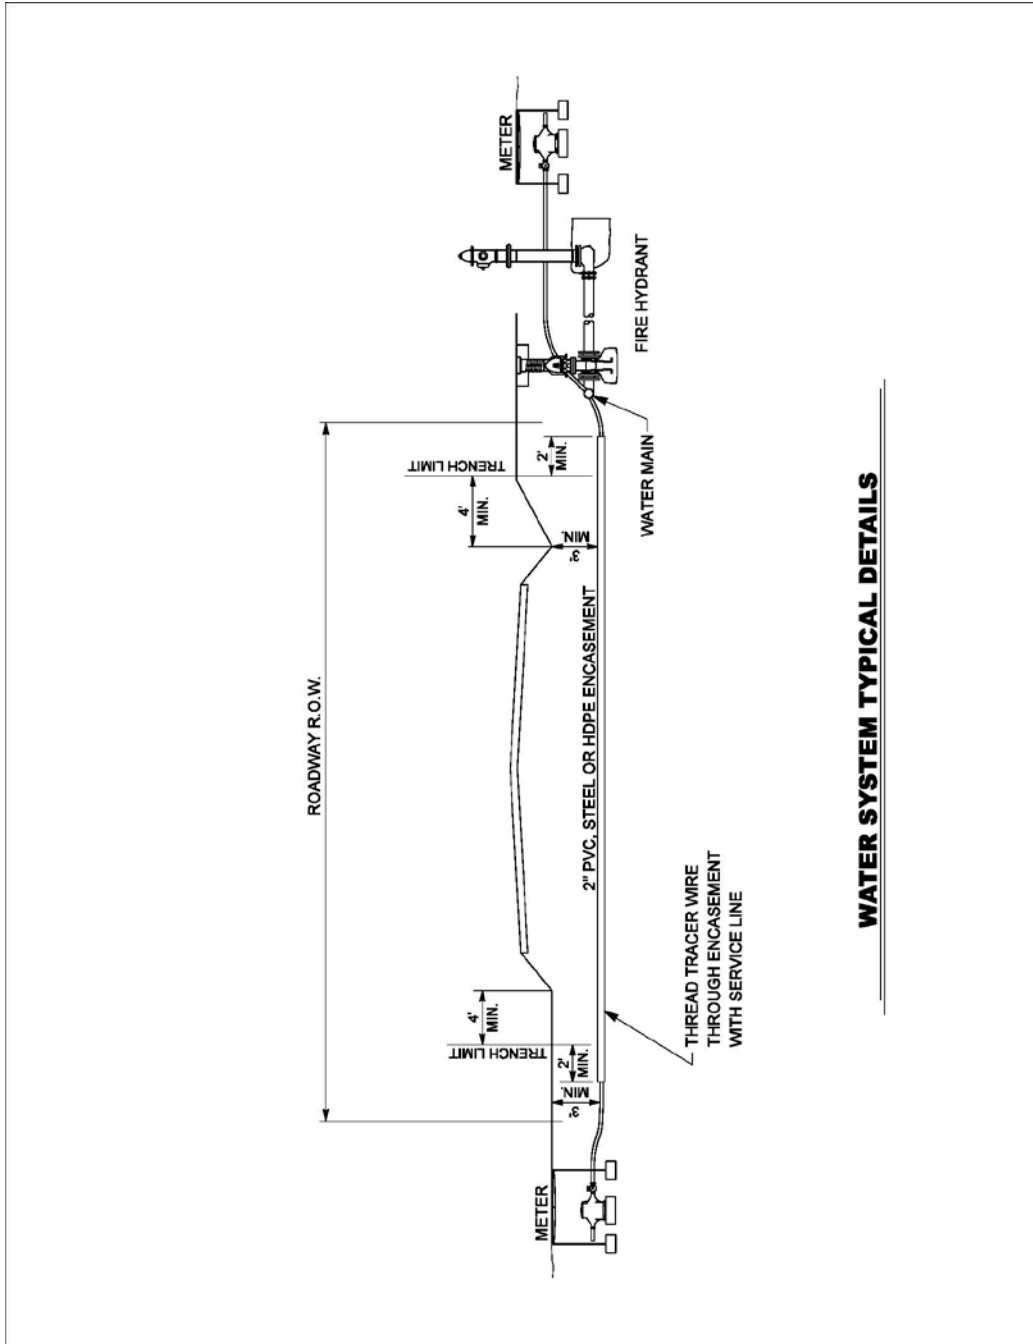 ROADWAY R.O.W.
METER
METER
4'
MIN.
4'
MIN.
TRENCH LIMIT
TRENCH LIMIT
2'
MIN.
2'
MIN.
3'
MIN.
3'
MIN.
2" PVC, STEEL OR HDPE ENCASEMENT
FIRE HYDRANT
WATER MAIN
THREAD TRACER WIRE
THROUGH ENCASEMENT
WITH SERVICE LINE
WATER SYSTEM TYPICAL DETAILS